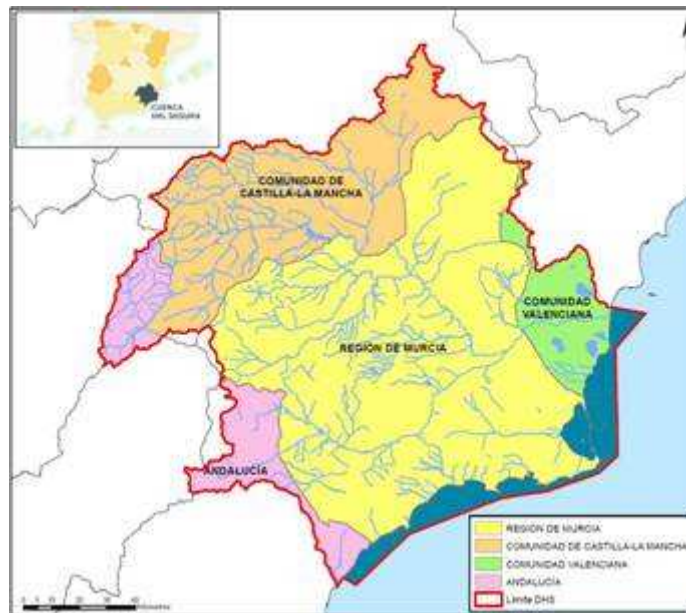 CUENCA
DEL SEGURA
COMUNIDAD DE
CASTILLA-LA MANCHA
COMUNIDAD
VALENCIANA
REGIÓN DE MURCIA
ANDALUCÍA
REGIÓN DE MURCIA
COMUNIDAD DE CASTILLA-LA MANCHA
COMUNIDAD VALENCIANA
ANDALUCÍA
Límite DHS